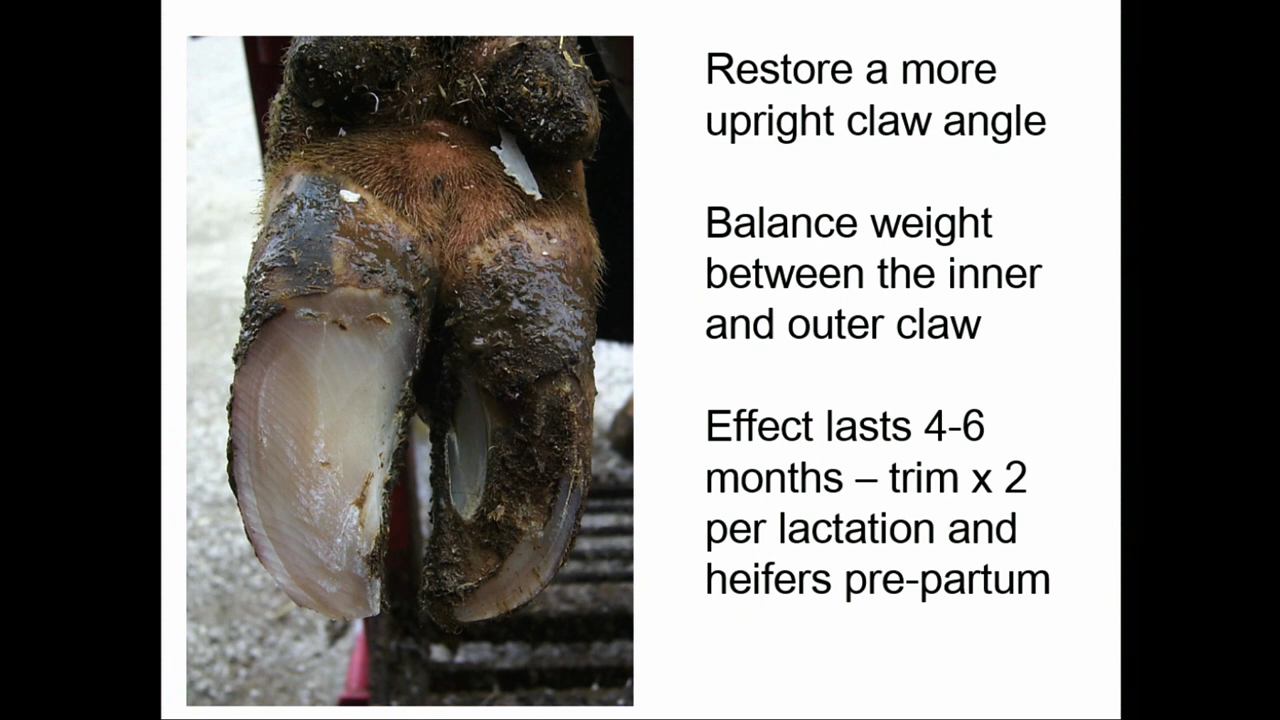 Restore a more
upright claw angle
Balance weight
between the inner
and outer claw
Effect lasts 4-6
months – trim x 2
per lactation and
heifers pre-partum